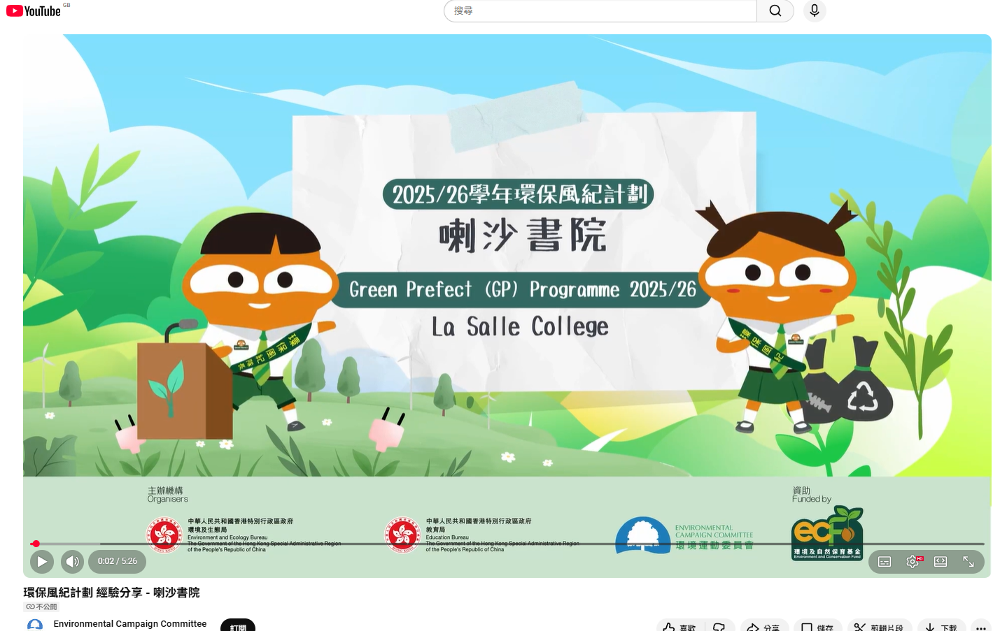 YouTube
GB
搜尋
2025/26學年環保風紀計劃
喇沙書院
Green Prefect (GP) Programme 2025/26
La Salle College
環保風紀隊長
環保風紀
主辦機構
Organisers
資助
Funded by
中華人民共和國香港特別行政區政府
環境及生態局
Environment and Ecology Bureau
The Government of the Hong Kong Special Administrative Region
of the People's Republic of China
中華人民共和國香港特別行政區政府
教育局
Education Bureau
The Government of the Hong Kong Special Administrative Region
of the People's Republic of China
ENVIRONMENTAL
CAMPAIGN COMMITTEE
環境運動委員會
ecF
環境及自然保育基金
Environment and Conservation Fund
0:02 / 5:26
HD
環保風紀計劃 經驗分享 - 喇沙書院
不公開
Environmental Campaign Committee
訂閱
喜歡
分享
儲存
剪輯片段
下載